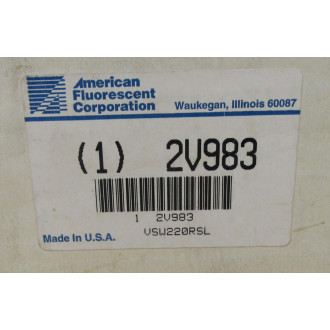 American
Fluorescent
Corporation
Waukegan, Illinois 60087
(1) 2V983
1 2V983
Made in U.S.A.
VSW220RSL